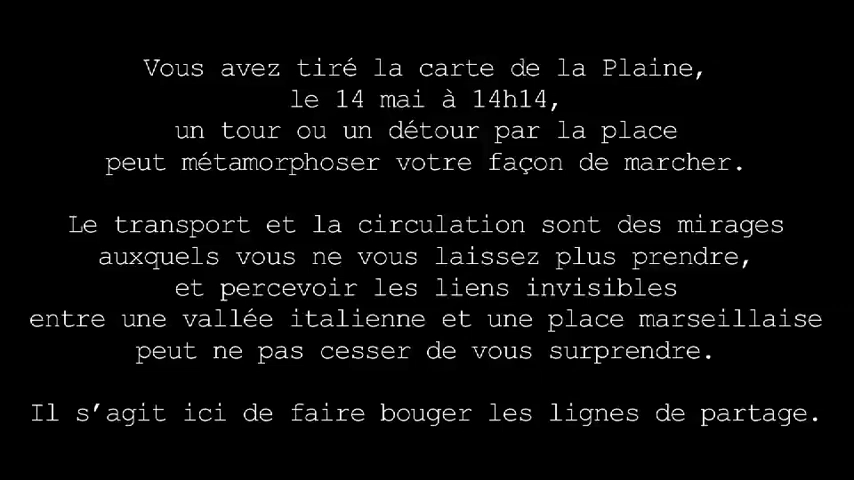 Vous avez tiré la carte de la Plaine,
le 14 mai à 14h14,
un tour ou un détour par la place
peut métamorphoser votre façon de marcher.
Le transport et la circulation sont des mirages
auxquels vous ne vous laissez plus prendre,
et percevoir les liens invisibles
entre une vallée italienne et une place marseillaise
peut ne pas cesser de vous surprendre.
Il s’agit ici de faire bouger les lignes de partage.